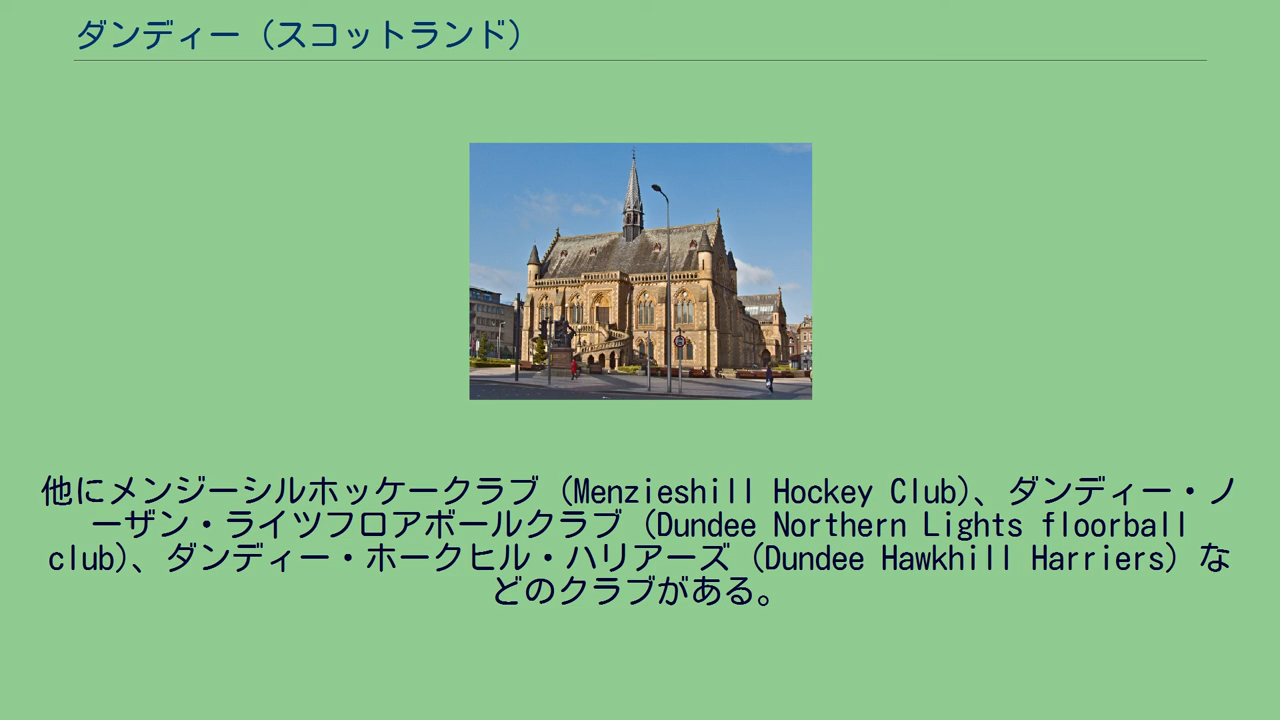 ダンディー（スコットランド）
他にメンジーシルホッケークラブ（Menzieshill Hockey Club)、ダンディー・ノ
ーザン・ライツフロアボールクラブ（Dundee Northern Lights floorball
club)、ダンディー・ホークヒル・ハリアーズ（Dundee Hawkhill Harriers）な
どのクラブがある。